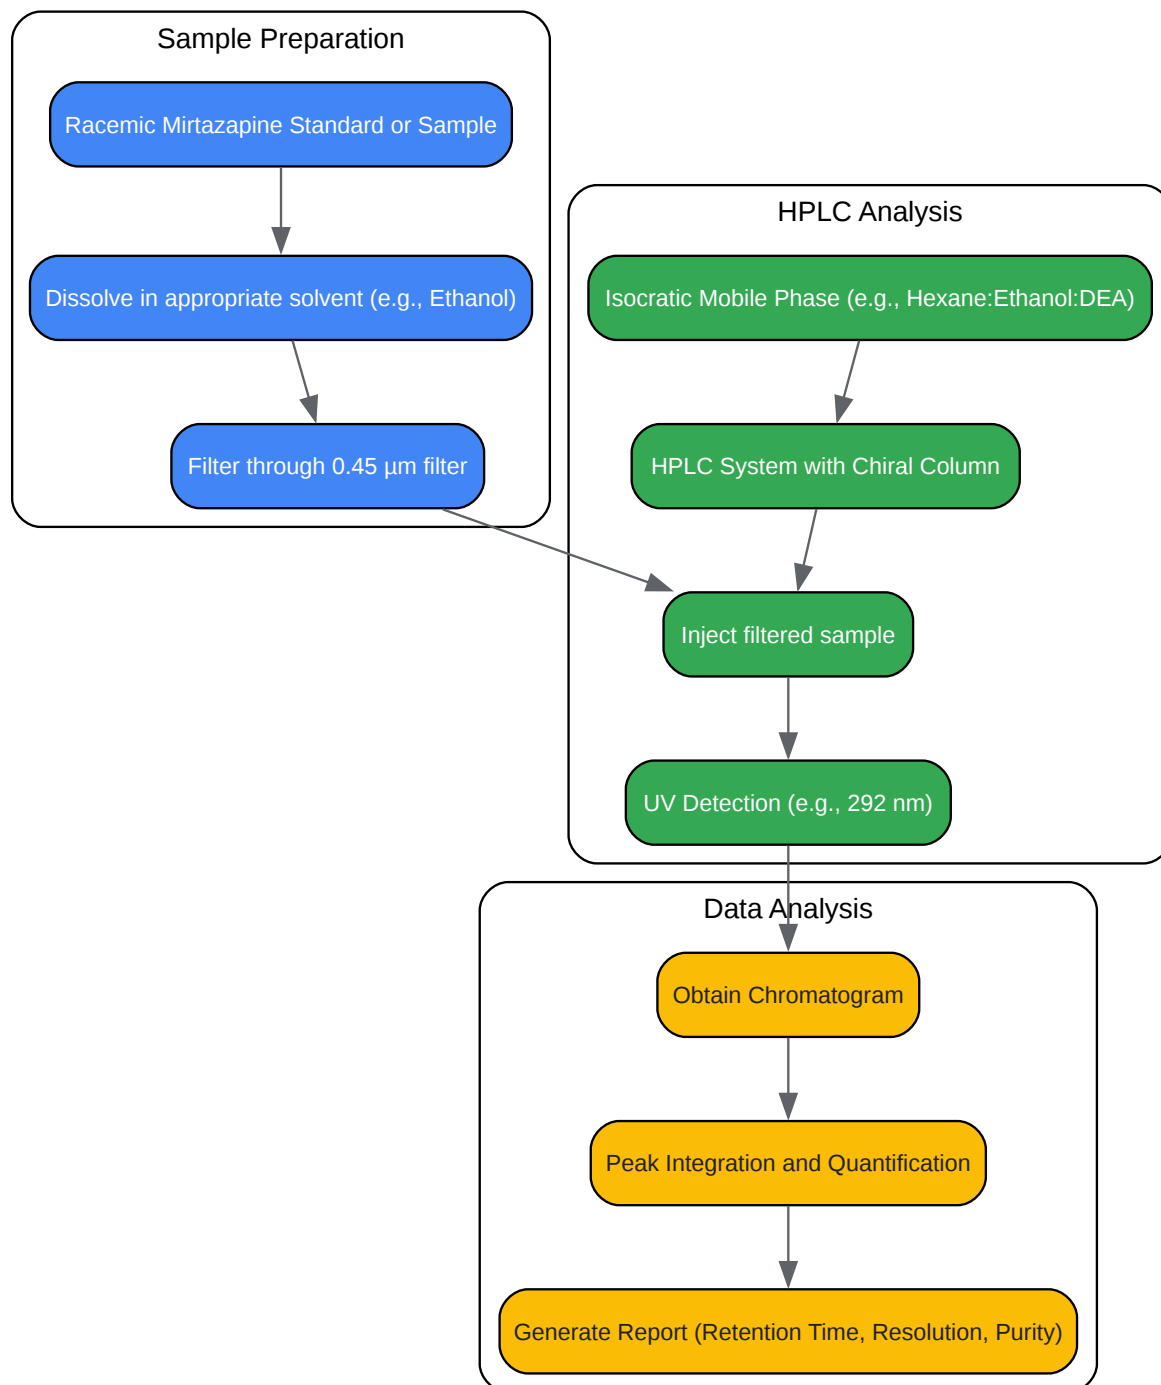 Sample Preparation
Racemic Mirtazapine Standard or Sample
Dissolve in appropriate solvent (e.g., Ethanol)
Filter through 0.45 µm filter
HPLC Analysis
Isocratic Mobile Phase (e.g., Hexane:Ethanol:DEA)
HPLC System with Chiral Column
Inject filtered sample
UV Detection (e.g., 292 nm)
Data Analysis
Obtain Chromatogram
Peak Integration and Quantification
Generate Report (Retention Time, Resolution, Purity)